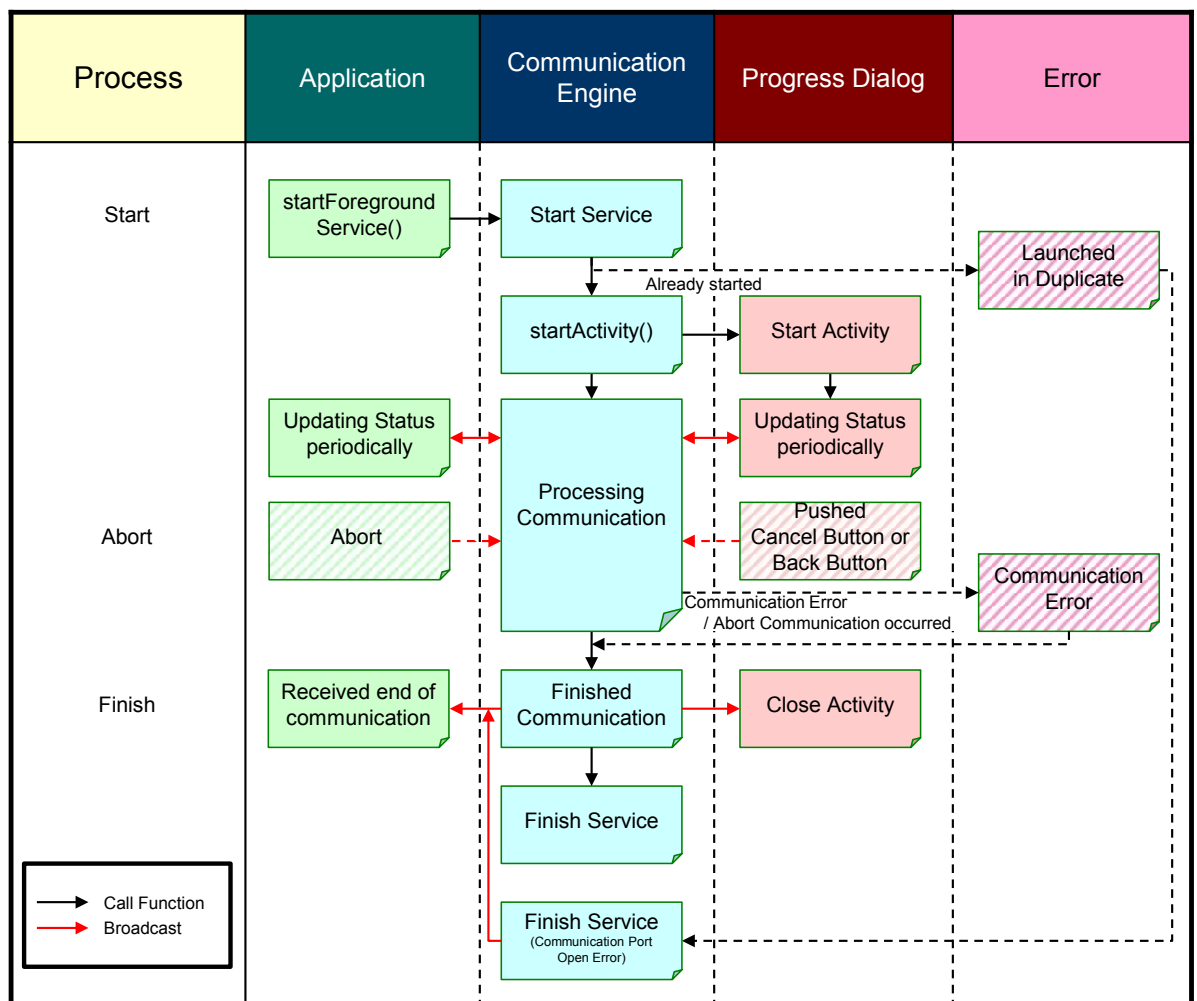 Process
Application
Communication
Engine
Progress Dialog
Error
Start
startForeground
Service()
Start Service
Launched
in Duplicate
Already started
startActivity()
Start Activity
Updating Status
periodically
Updating Status
periodically
Processing
Communication
Abort
Abort
Pushed
Cancel Button or
Back Button
Communication
Error
Communication Error
/ Abort Communication occurred
Finish
Received end of
communication
Finished
Communication
Close Activity
Finish Service
Call Function
Broadcast
Finish Service
(Communication Port
Open Error)